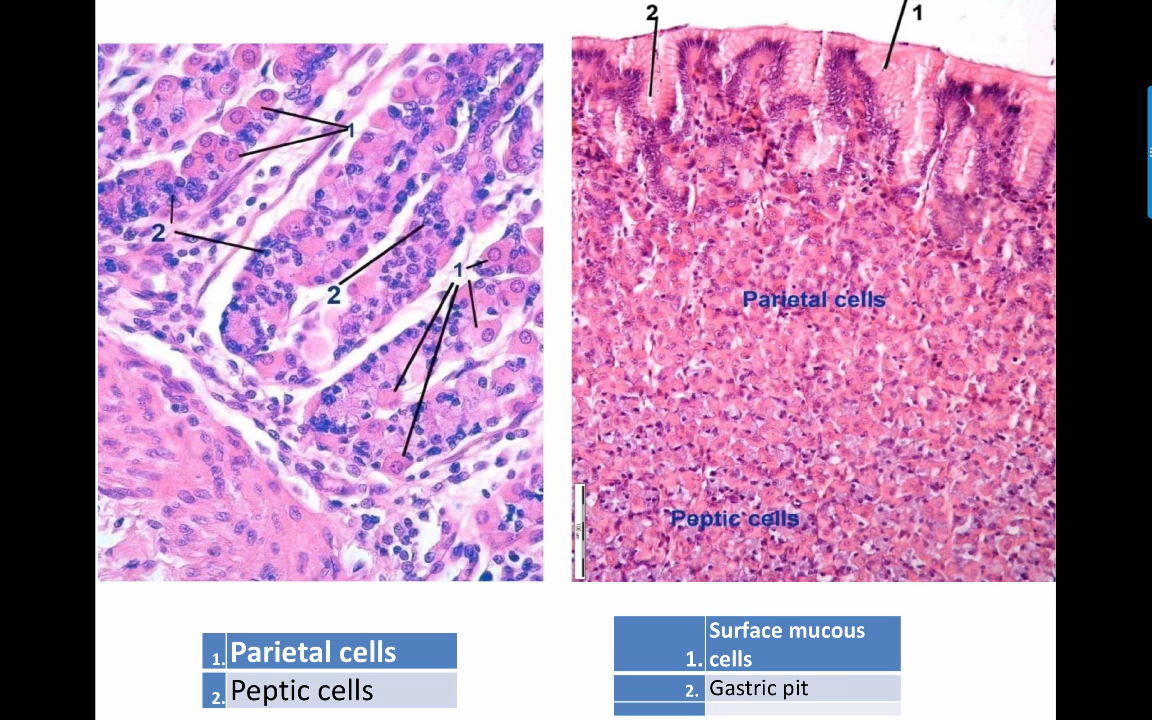 2
1
1
2
2
1
Parietal cells
Peptic cells
1. Parietal cells
2. Peptic cells
Surface mucous
1. cells
2. Gastric pit